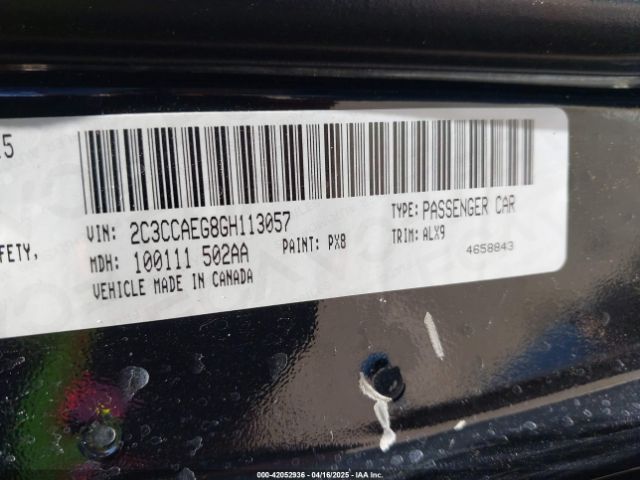 15
VIN: 2C3CCAEG8GH113057
TYPE: PASSENGER CAR
FETY,
MDH: 100111 502AA
PAINT: PX8
TRIM: ALX9
VEHICLE MADE IN CANADA
4658843
000-42052936 - 04/16/2025 - © IAA Inc.